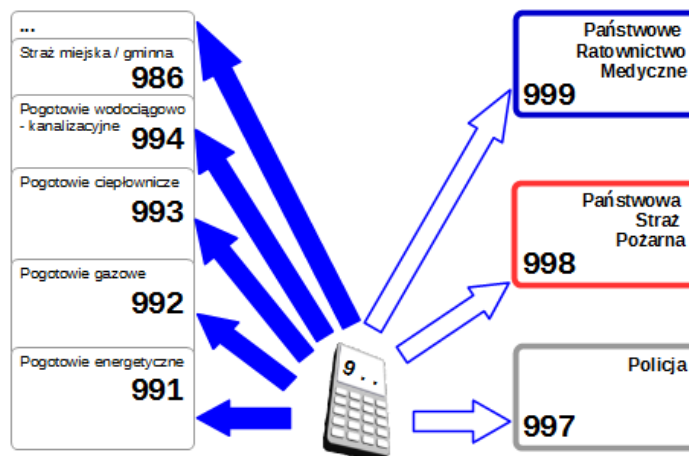 ...
Straż miejska / gminna
986
Pogotowie wodociągowo
- kanalizacyjne
994
Pogotowie ciepłownicze
993
Pogotowie gazowe
992
Pogotowie energetyczne
991
9 . .
Państwowe
Ratownictwo
Medyczne
999
Państwowa
Straż
Pożarna
998
Policja
997